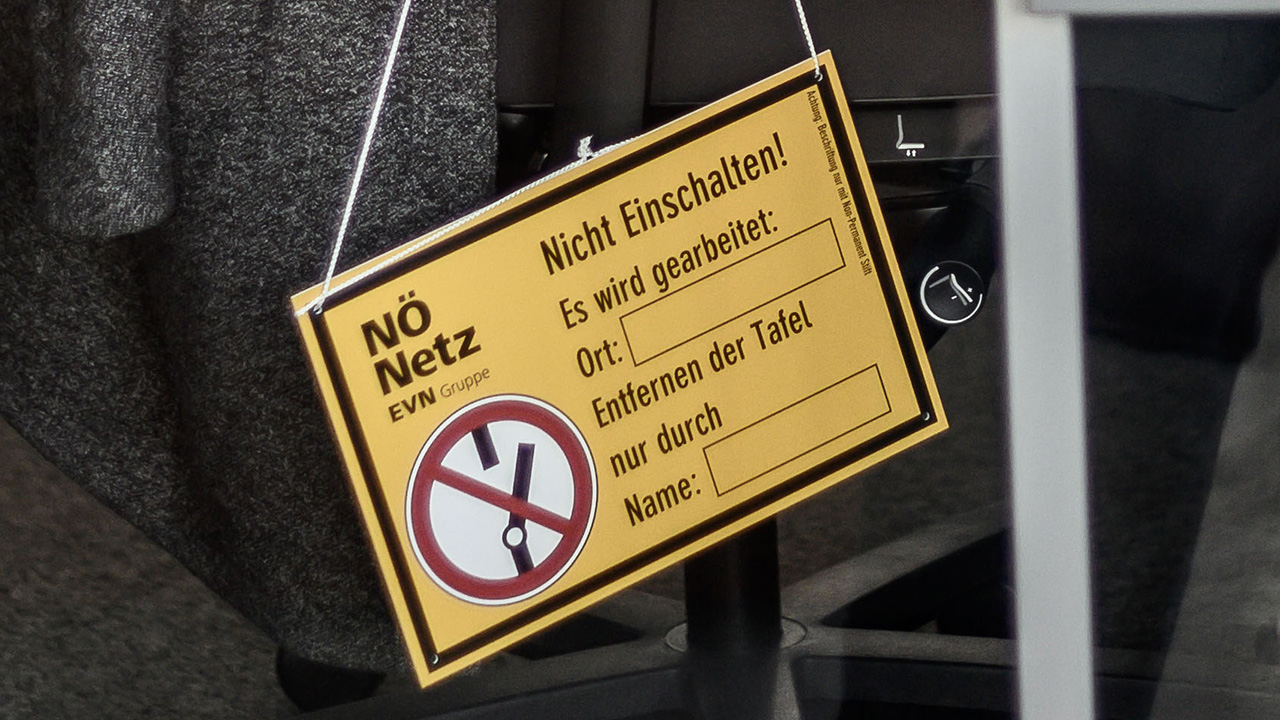 NÖ
Netz
EVN Gruppe
Nicht Einschalten!
Es wird gearbeitet:
Ort:
Entfernen der Tafel
nur durch
Name:
Achtung: Beschriftung nur mit Non-Permanent Stift